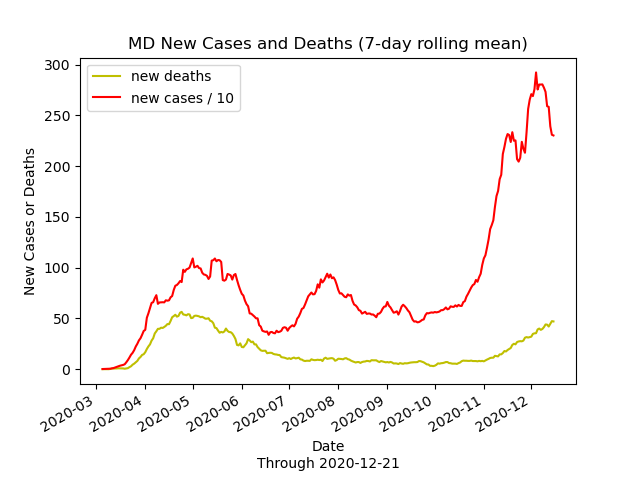 MD New Cases and Deaths (7-day rolling mean)
new deaths
new cases / 10
300
250
200
150
100
50
0
New Cases or Deaths
2020-03
2020-04
2020-05
2020-06
2020-07
2020-08
2020-09
2020-10
2020-11
2020-12
Date
Through 2020-12-21